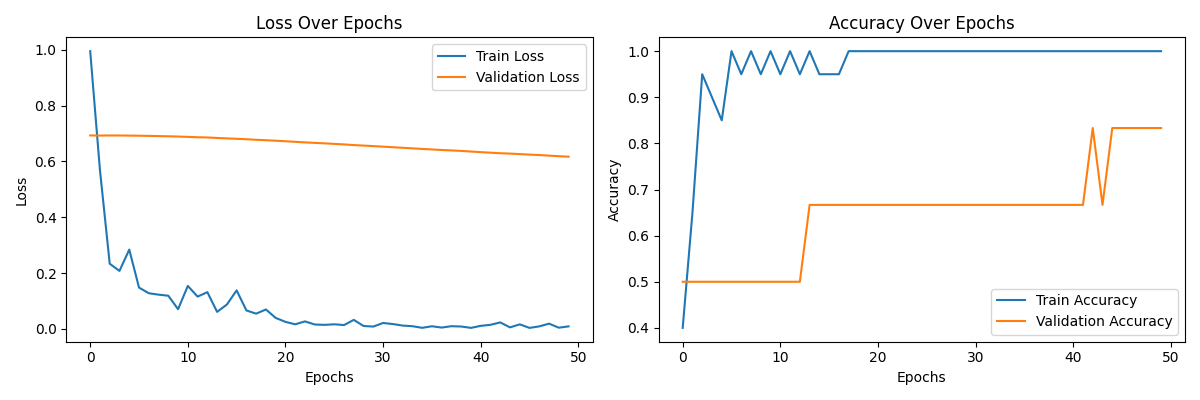 Loss Over Epochs
1.0
0.8
0.6
0.4
0.2
0.0
Loss
Train Loss
Validation Loss
0 10 20 30 40 50
Epochs
Accuracy Over Epochs
1.0
0.9
0.8
0.7
0.6
0.5
0.4
Accuracy
Train Accuracy
Validation Accuracy
0 10 20 30 40 50
Epochs